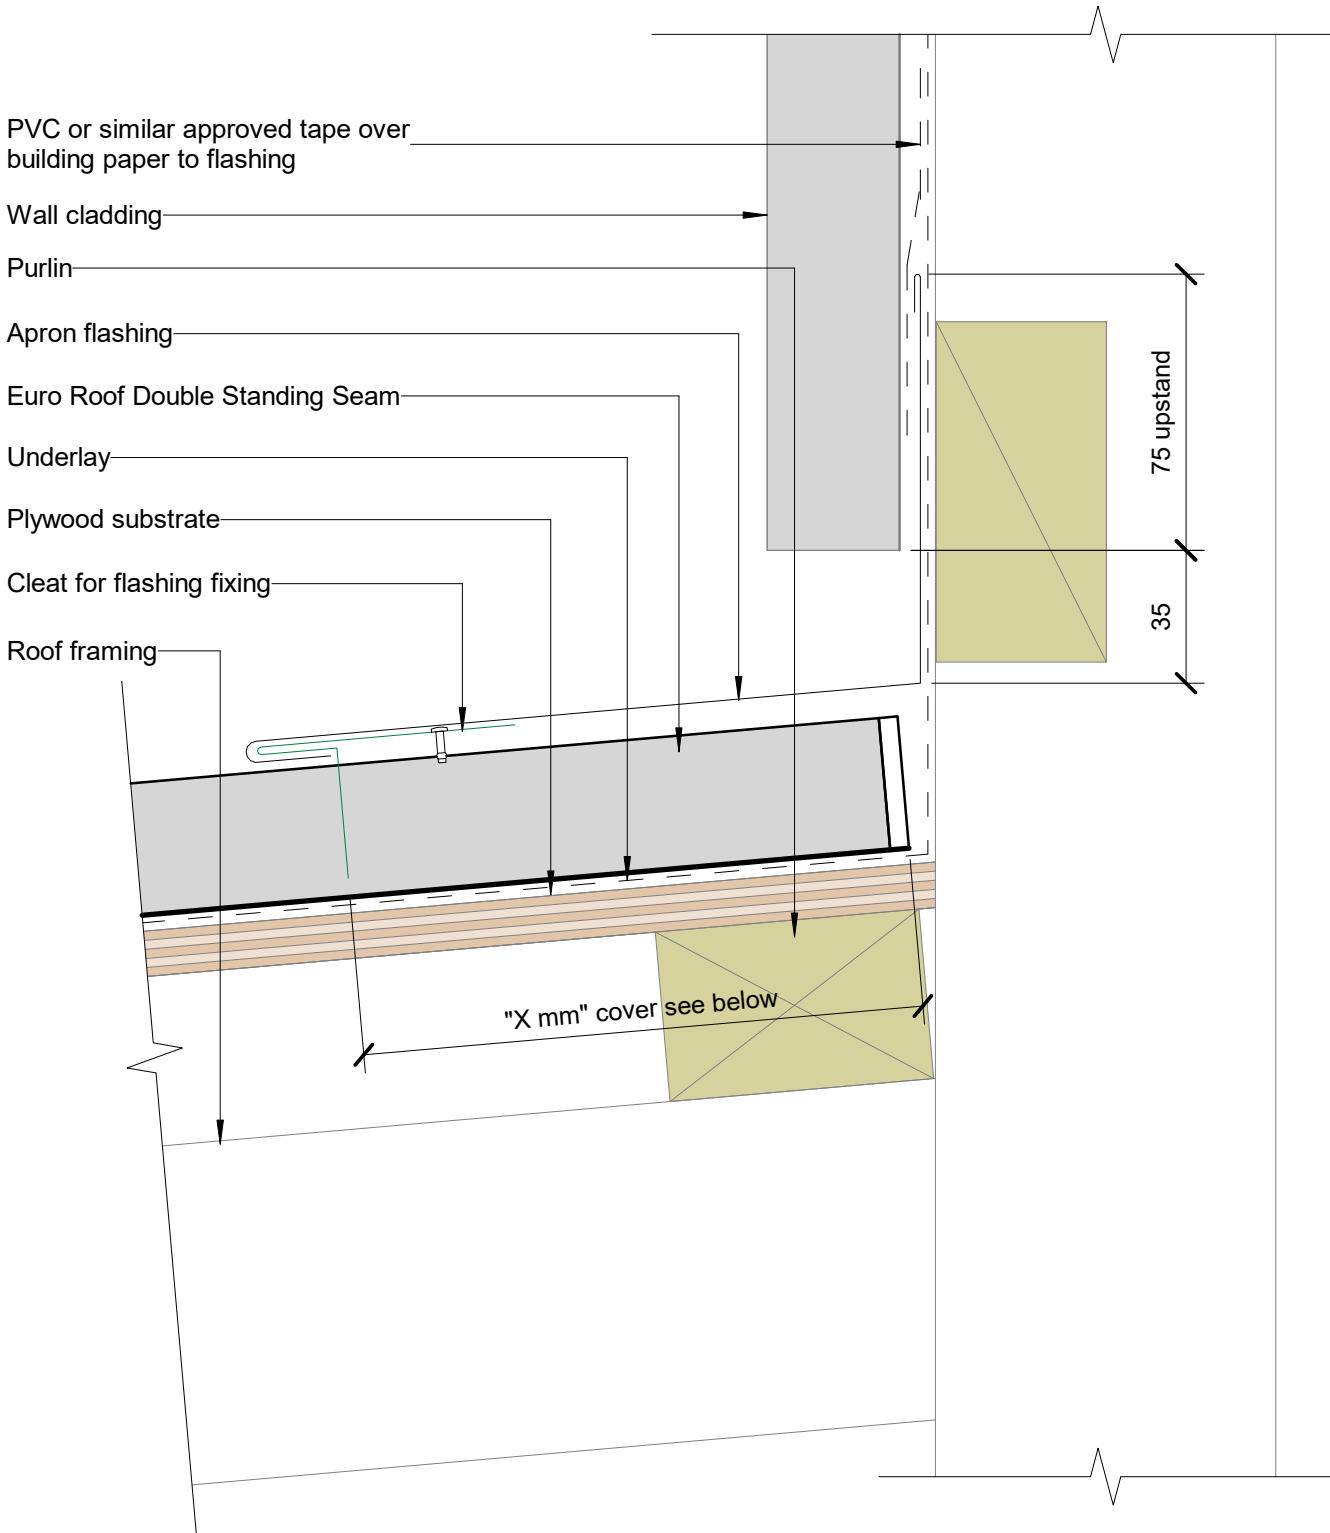 PVC or similar approved tape over
building paper to flashing
Wall cladding
Purlin
Apron flashing
Euro Roof Double Standing Seam
Underlay
Plywood substrate
Cleat for flashing fixing
Roof framing
75 upstand
35
"X mm" cover see below